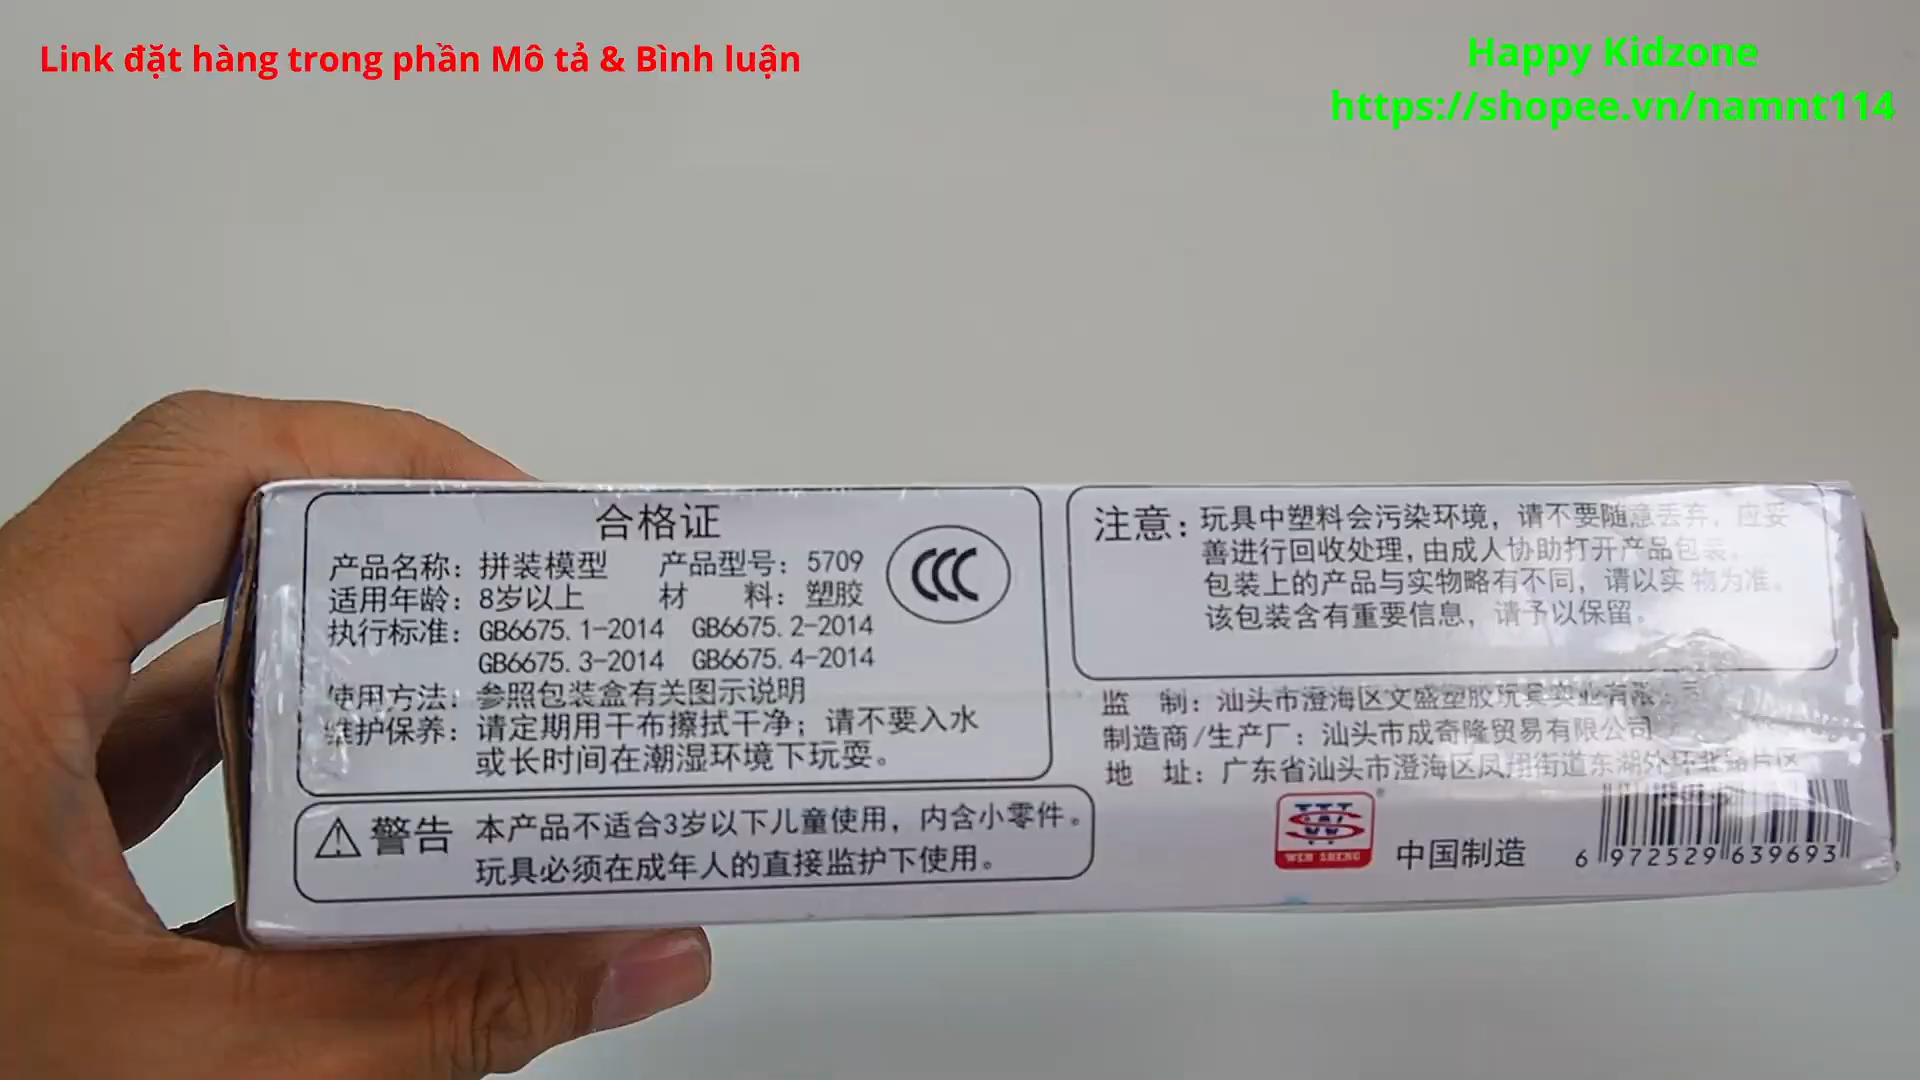 Link đặt hàng trong phần Mô tả & Bình luận
Happy Kidzone
https://shopee.vn/namnt114
合格证
产品名称：拼装模型 产品型号：5709
适用年龄：8岁以上 材 料：塑胶
执行标准：GB6675.1-2014 GB6675.2-2014
GB6675.3-2014 GB6675.4-2014
使用方法：参照包装盒有关图示说明
维护保养：请定期用干布擦拭干净；请不要入水
或长时间在潮湿环境下玩耍。
警告 本产品不适合3岁以下儿童使用，内含小零件。
玩具必须在成年人的直接监护下使用。
注意：玩具中塑料会污染环境，请不要随意丢弃，应妥
善进行回收处理，由成人协助打开产品包装。
包装上的产品与实物略有不同，请以实物为准。
该包装含有重要信息，请予以保留。
监 制：汕头市澄海区文盛塑胶玩具实业有限
制造商/生产厂：汕头市成奇隆贸易有限公司
地 址：广东省汕头市澄海区凤翔街道东湖外环北路片区
WEN SHENG
中国制造
6 972529 639693